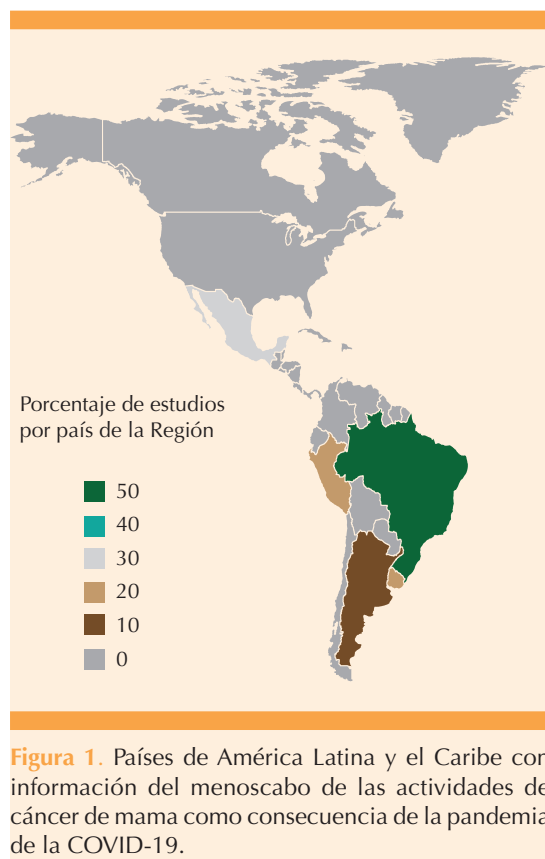 Porcentaje de estudios
por país de la Región
50
40
30
20
10
0
Figura 1. Países de América Latina y el Caribe con
información del menoscabo de las actividades de
cáncer de mama como consecuencia de la pandemia
de la COVID-19.